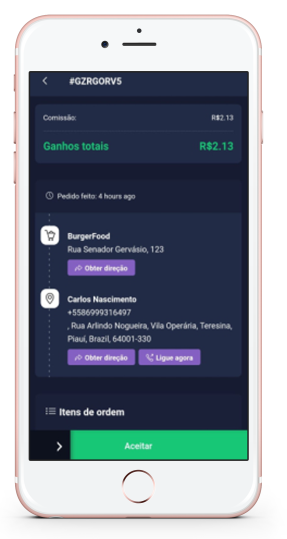 #GZRGORV5
Comissão: R$2.13
Ganhos totais R$2.13
Pedido feito: 4 hours ago
BurgerFood
Rua Senador Gervásio, 123
Obter direção
Carlos Nascimento
+5586999316497
, Rua Arlindo Nogueira, Vila Operária, Teresina,
Piauí, Brazil, 64001-330
Obter direção Ligue agora
Itens de ordem
Aceitar